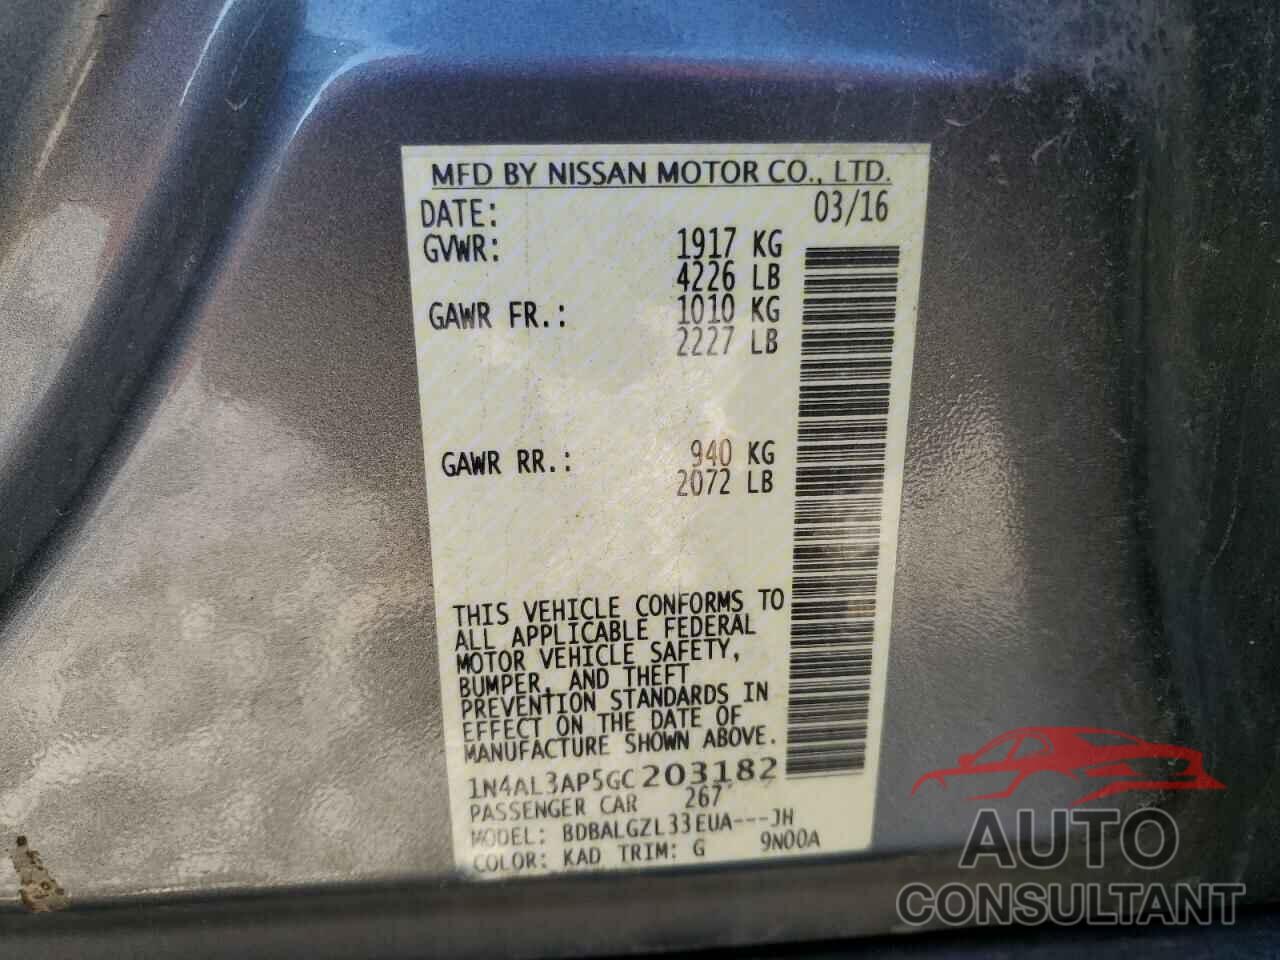 MFD BY NISSAN MOTOR CO., LTD.
DATE: 03/16
GVWR: 1917 KG
4226 LB
GAWR FR.: 1010 KG
2227 LB
GAWR RR.: 940 KG
2072 LB
THIS VEHICLE CONFORMS TO
ALL APPLICABLE FEDERAL
MOTOR VEHICLE SAFETY,
BUMPER, AND THEFT
PREVENTION STANDARDS IN
EFFECT ON THE DATE OF
MANUFACTURE SHOWN ABOVE.
1N4AL3AP5GC203182
PASSENGER CAR 267
MODEL: BDBALGZL33EUA---JH
COLOR: KAD TRIM: G 9N00A
AUTO
CONSULTANT